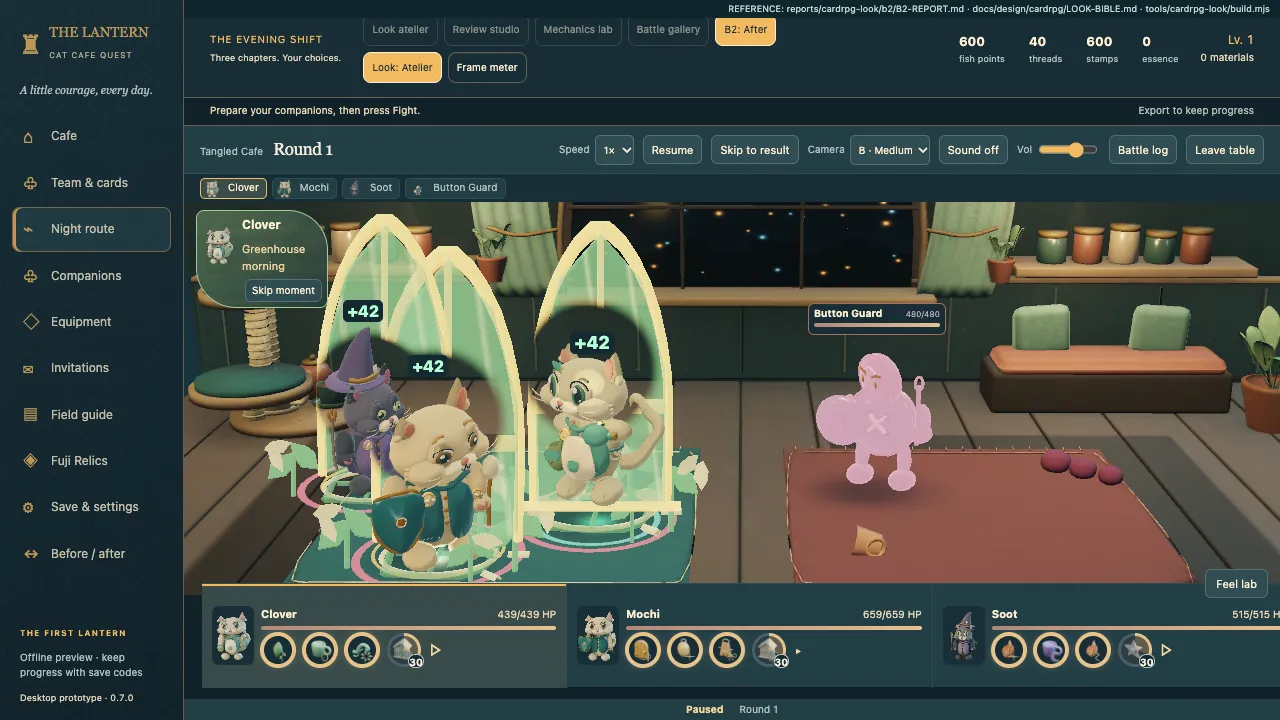 REFERENCE: reports/cardrpg-look/b2/B2-REPORT.md · docs/design/cardrpg/LOOK-BIBLE.md · tools/cardrpg-look/build.mjs
THE LANTERN
CAT CAFE QUEST
A little courage, every day.
Cafe
Team & cards
Night route
Companions
Equipment
Invitations
Field guide
Fuji Relics
Save & settings
Before / after
THE FIRST LANTERN
Offline preview · keep
progress with save codes
Desktop prototype · 0.7.0
THE EVENING SHIFT
Three chapters. Your choices.
Look atelier
Review studio
Mechanics lab
Battle gallery
B2: After
Look: Atelier
Frame meter
600
fish points
40
threads
600
stamps
0
essence
Lv. 1
0 materials
Prepare your companions, then press Fight.
Export to keep progress
Tangled Cafe
Round 1
Speed
1×
Resume
Skip to result
Camera
B · Medium
Sound off
Vol
Battle log
Leave table
Clover
Mochi
Soot
Button Guard
Clover
Greenhouse
morning
Skip moment
+42
+42
+42
Button Guard
480/480
Feel lab
Clover
439/439 HP
30
Mochi
659/659 HP
30
Soot
515/515 H
30
Paused
Round 1